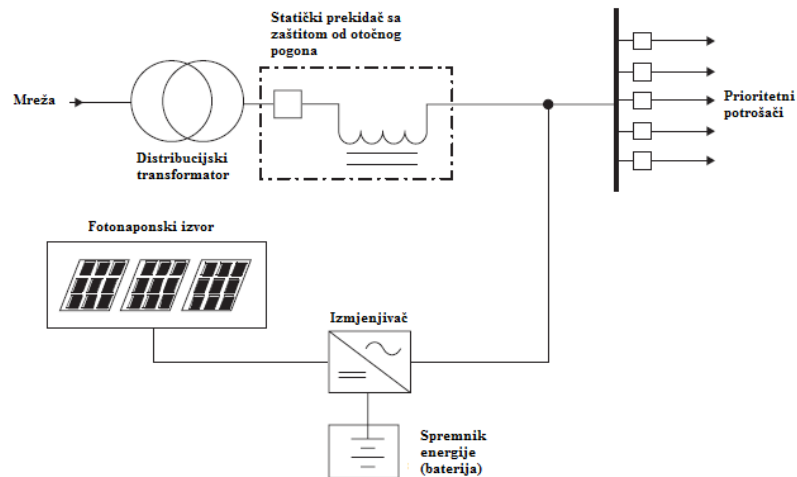 Statički prekidač sa
zaštitom od otočnog
pogona
Mreža
Distribucijski
transformator
Prioritetni
potrošači
Fotonaponski izvor
Izmjenjivač
Spremnik
energije
(baterija)